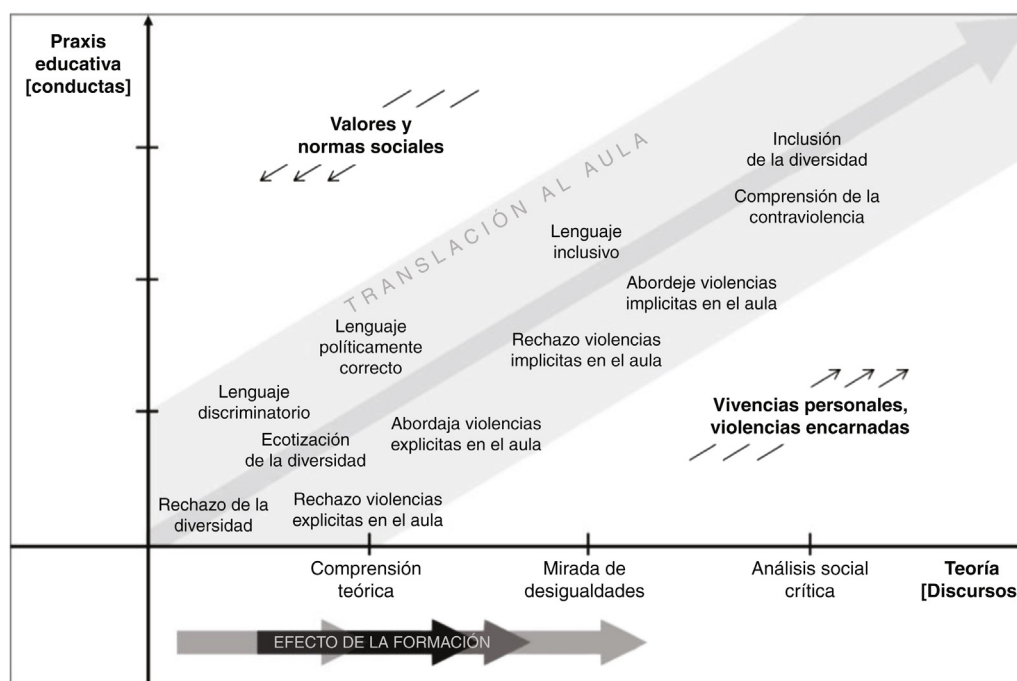 Praxis
educativa
[conductas]
Valores y
normas sociales
TRANSLACIÓN AL AULA
Inclusión
de la diversidad
Comprensión de la
contraviolencia
Lenguaje
inclusivo
Abordeje violencias
implicitas en el aula
Lenguaje
políticamente
correcto
Rechazo violencias
implicitas en el aula
Lenguaje
discriminatorio
Vivencias personales,
violencias encarnadas
Abordaja violencias
explicitas en el aula
Ecotización
de la diversidad
Rechazo de la
diversidad
Rechazo violencias
explicitas en el aula
Comprensión
teórica
Mirada de
desigualdades
Análisis social
crítica
Teoría
[Discursos
EFECTO DE LA FORMACIÓN